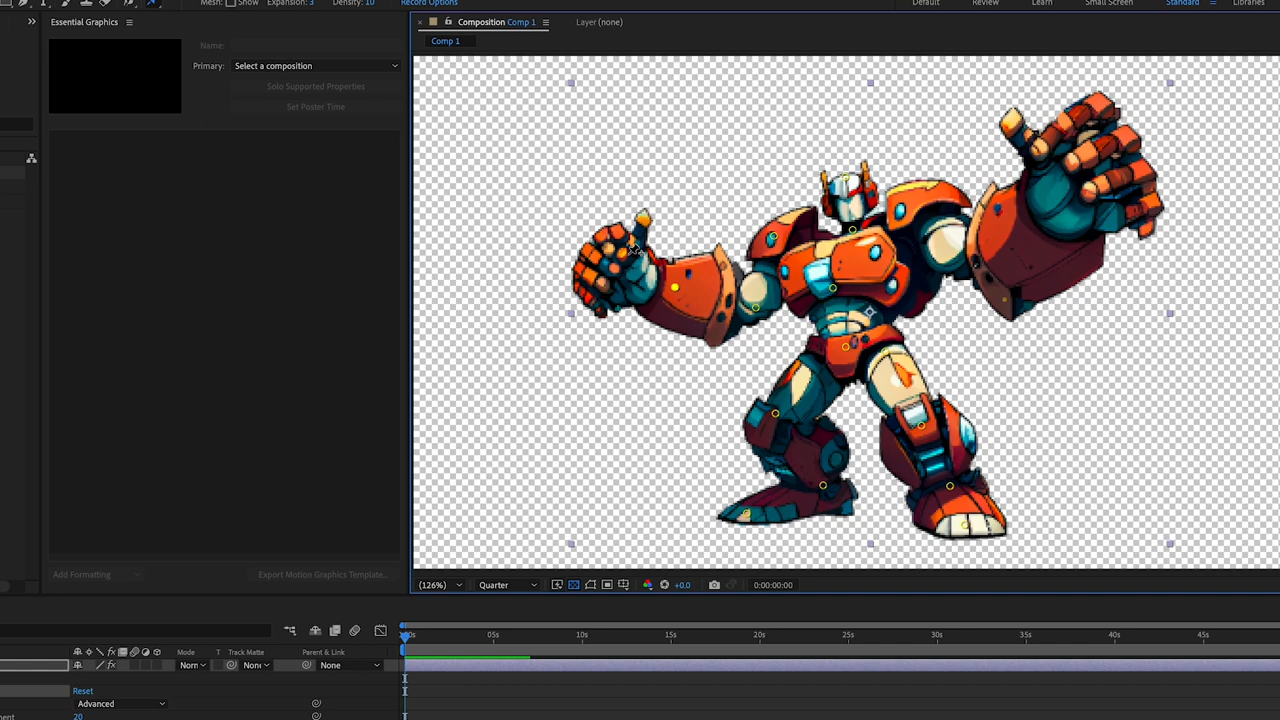 Mesh: Show Expansion: 3 Density: 10 Record Options
Default Review Learn Small Screen Standard Libraries
Essential Graphics
Composition Comp 1 Layer (none)
Comp 1
Name:
Primary: Select a composition
Solo Supported Properties
Set Poster Time
Add Formatting Export Motion Graphics Template...
(126%) Quarter +0.0 0:00:00:00
05s 10s 15s 20s 25s 30s 35s 40s 45s
Mode T Track Matte Parent & Link
None
Reset
Advanced
20